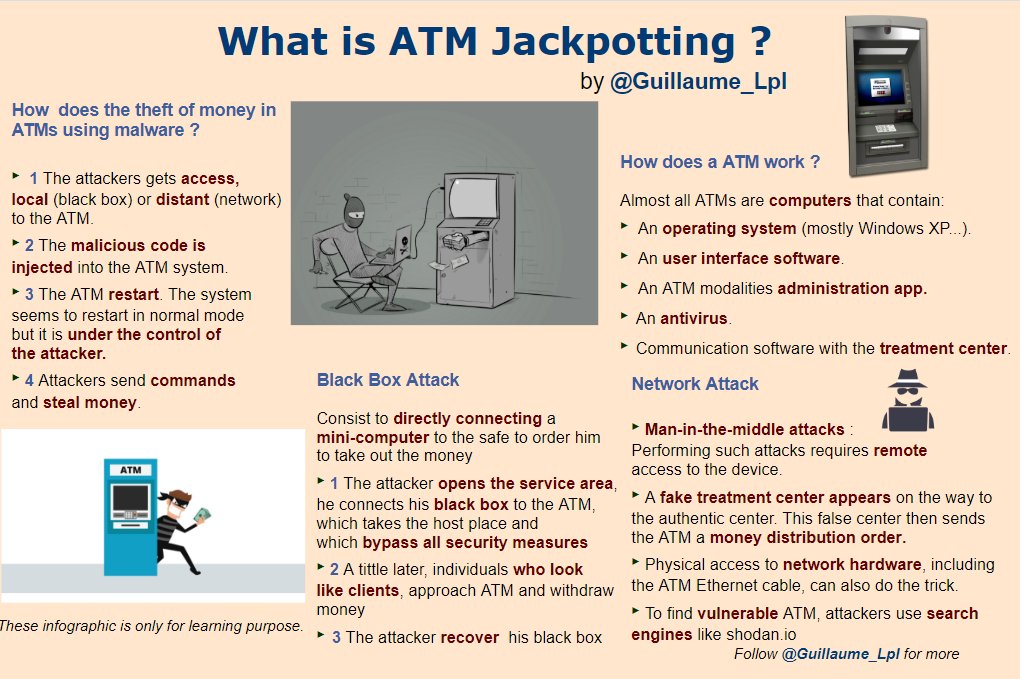 What is ATM Jackpotting ?
by @Guillaume_Lpl
How does the theft of money in
ATMs using malware ?
► 1 The attackers gets access,
local (black box) or distant (network)
to the ATM.
► 2 The malicious code is
injected into the ATM system.
► 3 The ATM restart. The system
seems to restart in normal mode
but it is under the control of
the attacker.
► 4 Attackers send commands
and steal money.
ATM
These infographic is only for learning purpose.
Black Box Attack
Consist to directly connecting a
mini-computer to the safe to order him
to take out the money
► 1 The attacker opens the service area,
he connects his black box to the ATM,
which takes the host place and
which bypass all security measures
► 2 A tittle later, individuals who look
like clients, approach ATM and withdraw
money
► 3 The attacker recover his black box
How does a ATM work ?
Almost all ATMs are computers that contain:
► An operating system (mostly Windows XP...).
► An user interface software.
► An ATM modalities administration app.
► An antivirus.
► Communication software with the treatment center.
Network Attack
► Man-in-the-middle attacks :
Performing such attacks requires remote
access to the device.
► A fake treatment center appears on the way to
the authentic center. This false center then sends
the ATM a money distribution order.
► Physical access to network hardware, including
the ATM Ethernet cable, can also do the trick.
► To find vulnerable ATM, attackers use search
engines like shodan.io
Follow @Guillaume_Lpl for more